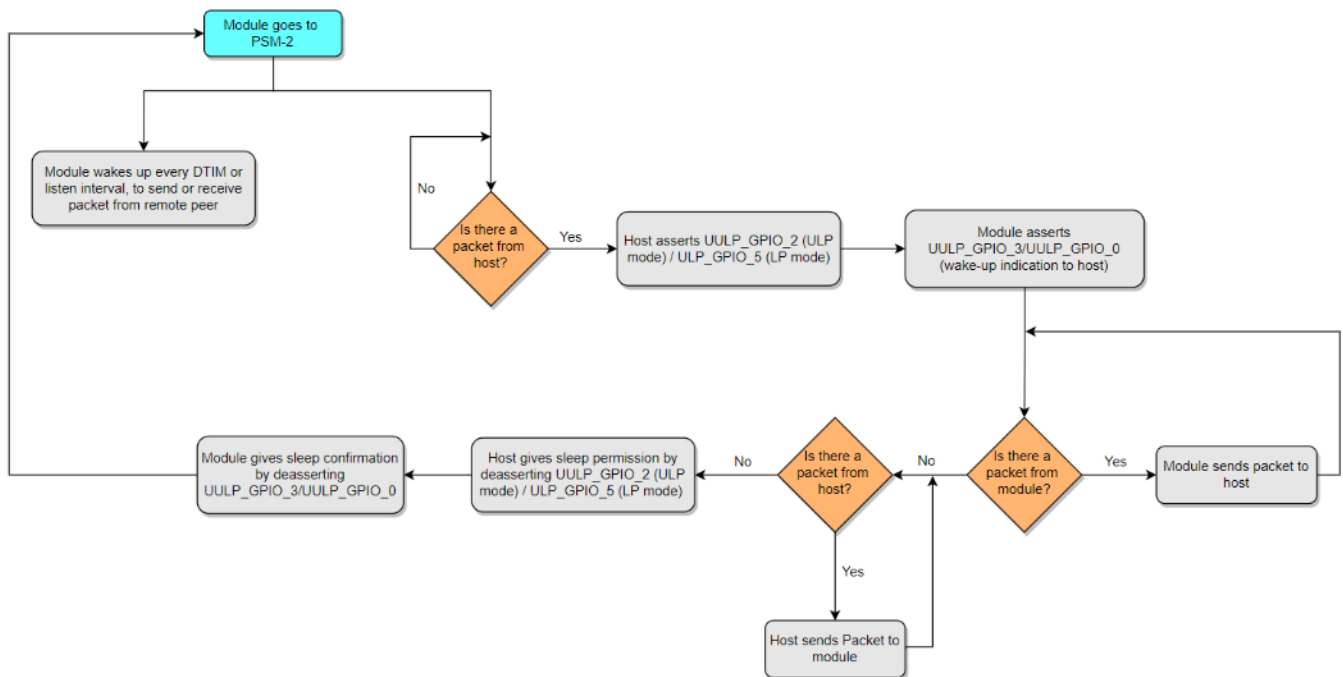 Module goes to
PSM-2
Module wakes up every DTIM or
listen interval, to send or receive
packet from remote peer
No
Is there a
packet from
host?
Yes
Host asserts UULP_GPIO_2 (ULP
mode) / ULP_GPIO_5 (LP mode)
Module asserts
UULP_GPIO_3/UULP_GPIO_0
(wake-up indication to host)
Module gives sleep confirmation
by deasserting
UULP_GPIO_3/UULP_GPIO_0
Host gives sleep permission by
deasserting UULP_GPIO_2 (ULP
mode) / ULP_GPIO_5 (LP mode)
No
Is there a
packet from
host?
No
Is there a
packet from
module?
Yes
Module sends packet to
host
Yes
Host sends Packet to
module